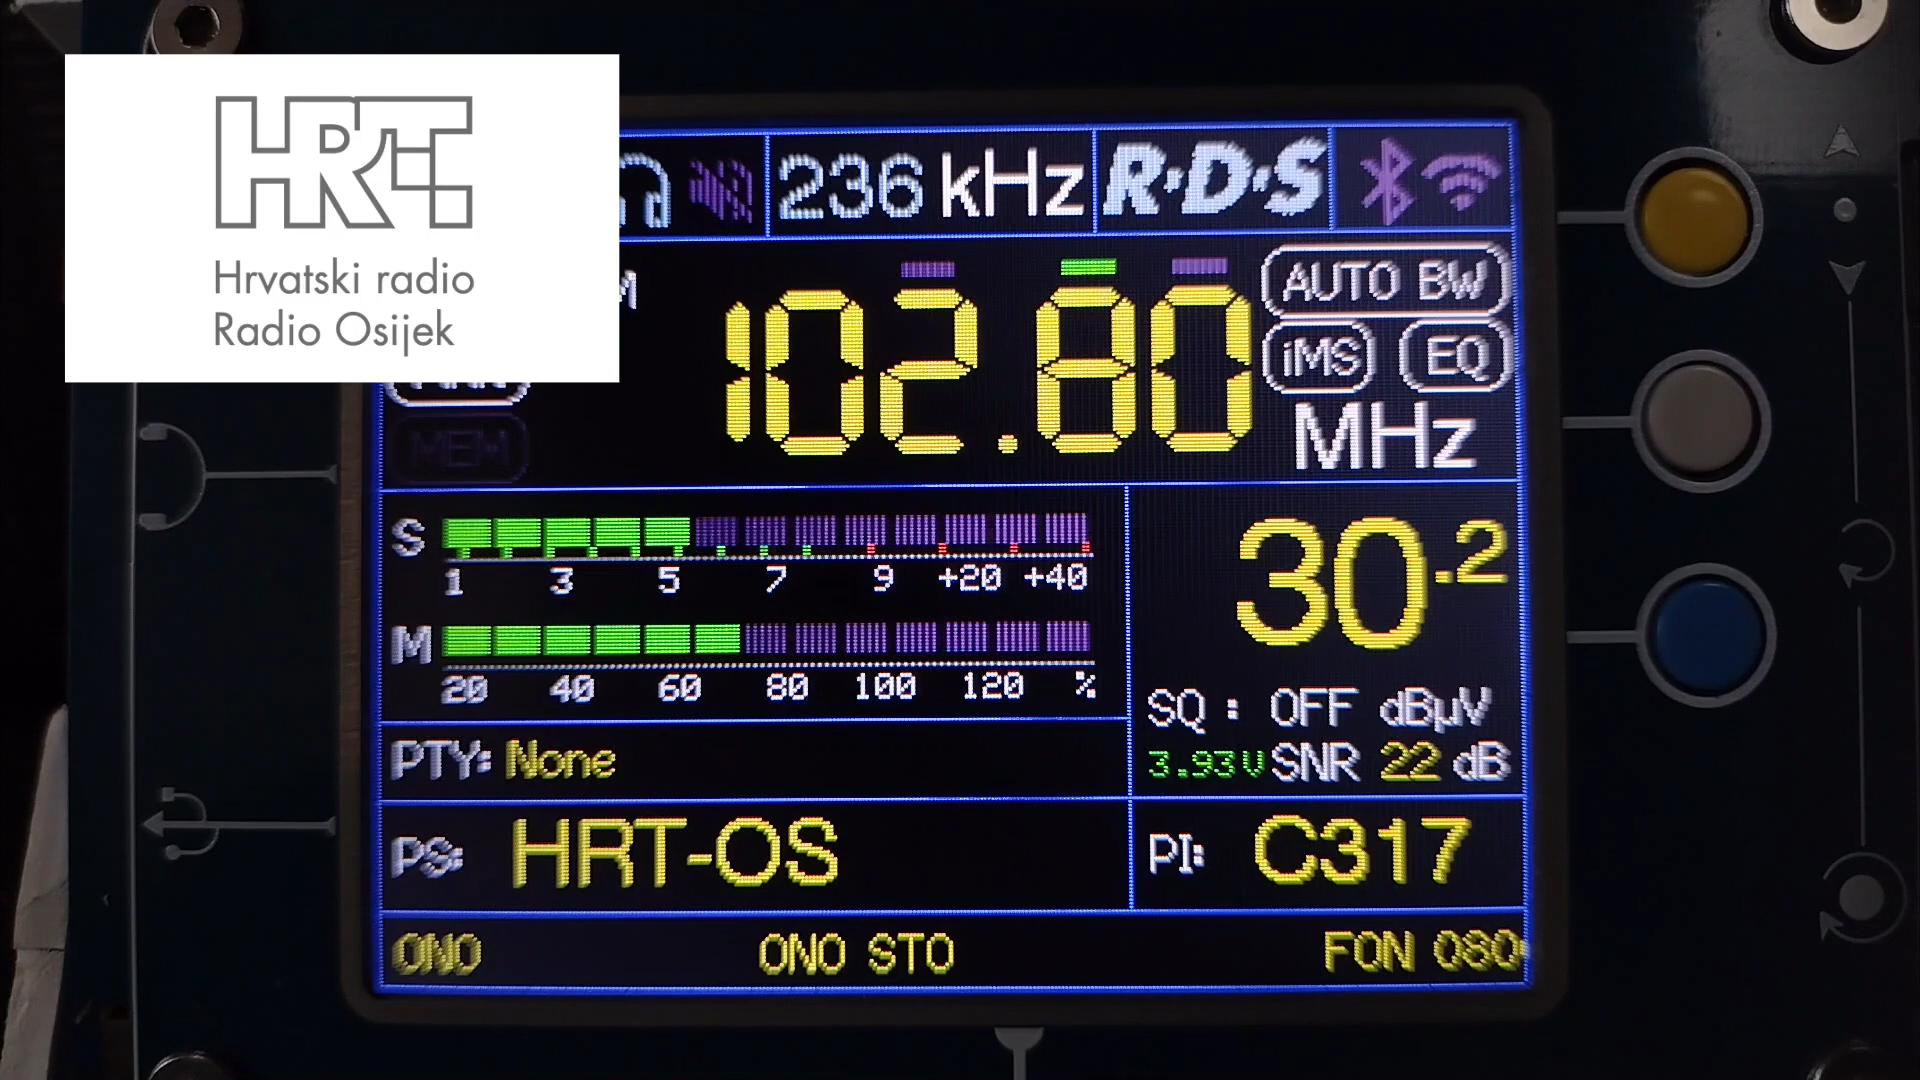 HRT
Hrvatski radio
Radio Osijek
236 kHz R·D·S
102.80 MHz
AUTO BW
iMS EQ
MEM
S
1 3 5 7 9 +20 +40
M
20 40 60 80 100 120 %
30.2
SQ : OFF dBµV
3.93V SNR 22 dB
PTY: None
PS: HRT-OS
PI: C317
ONO ONO STO FON 080